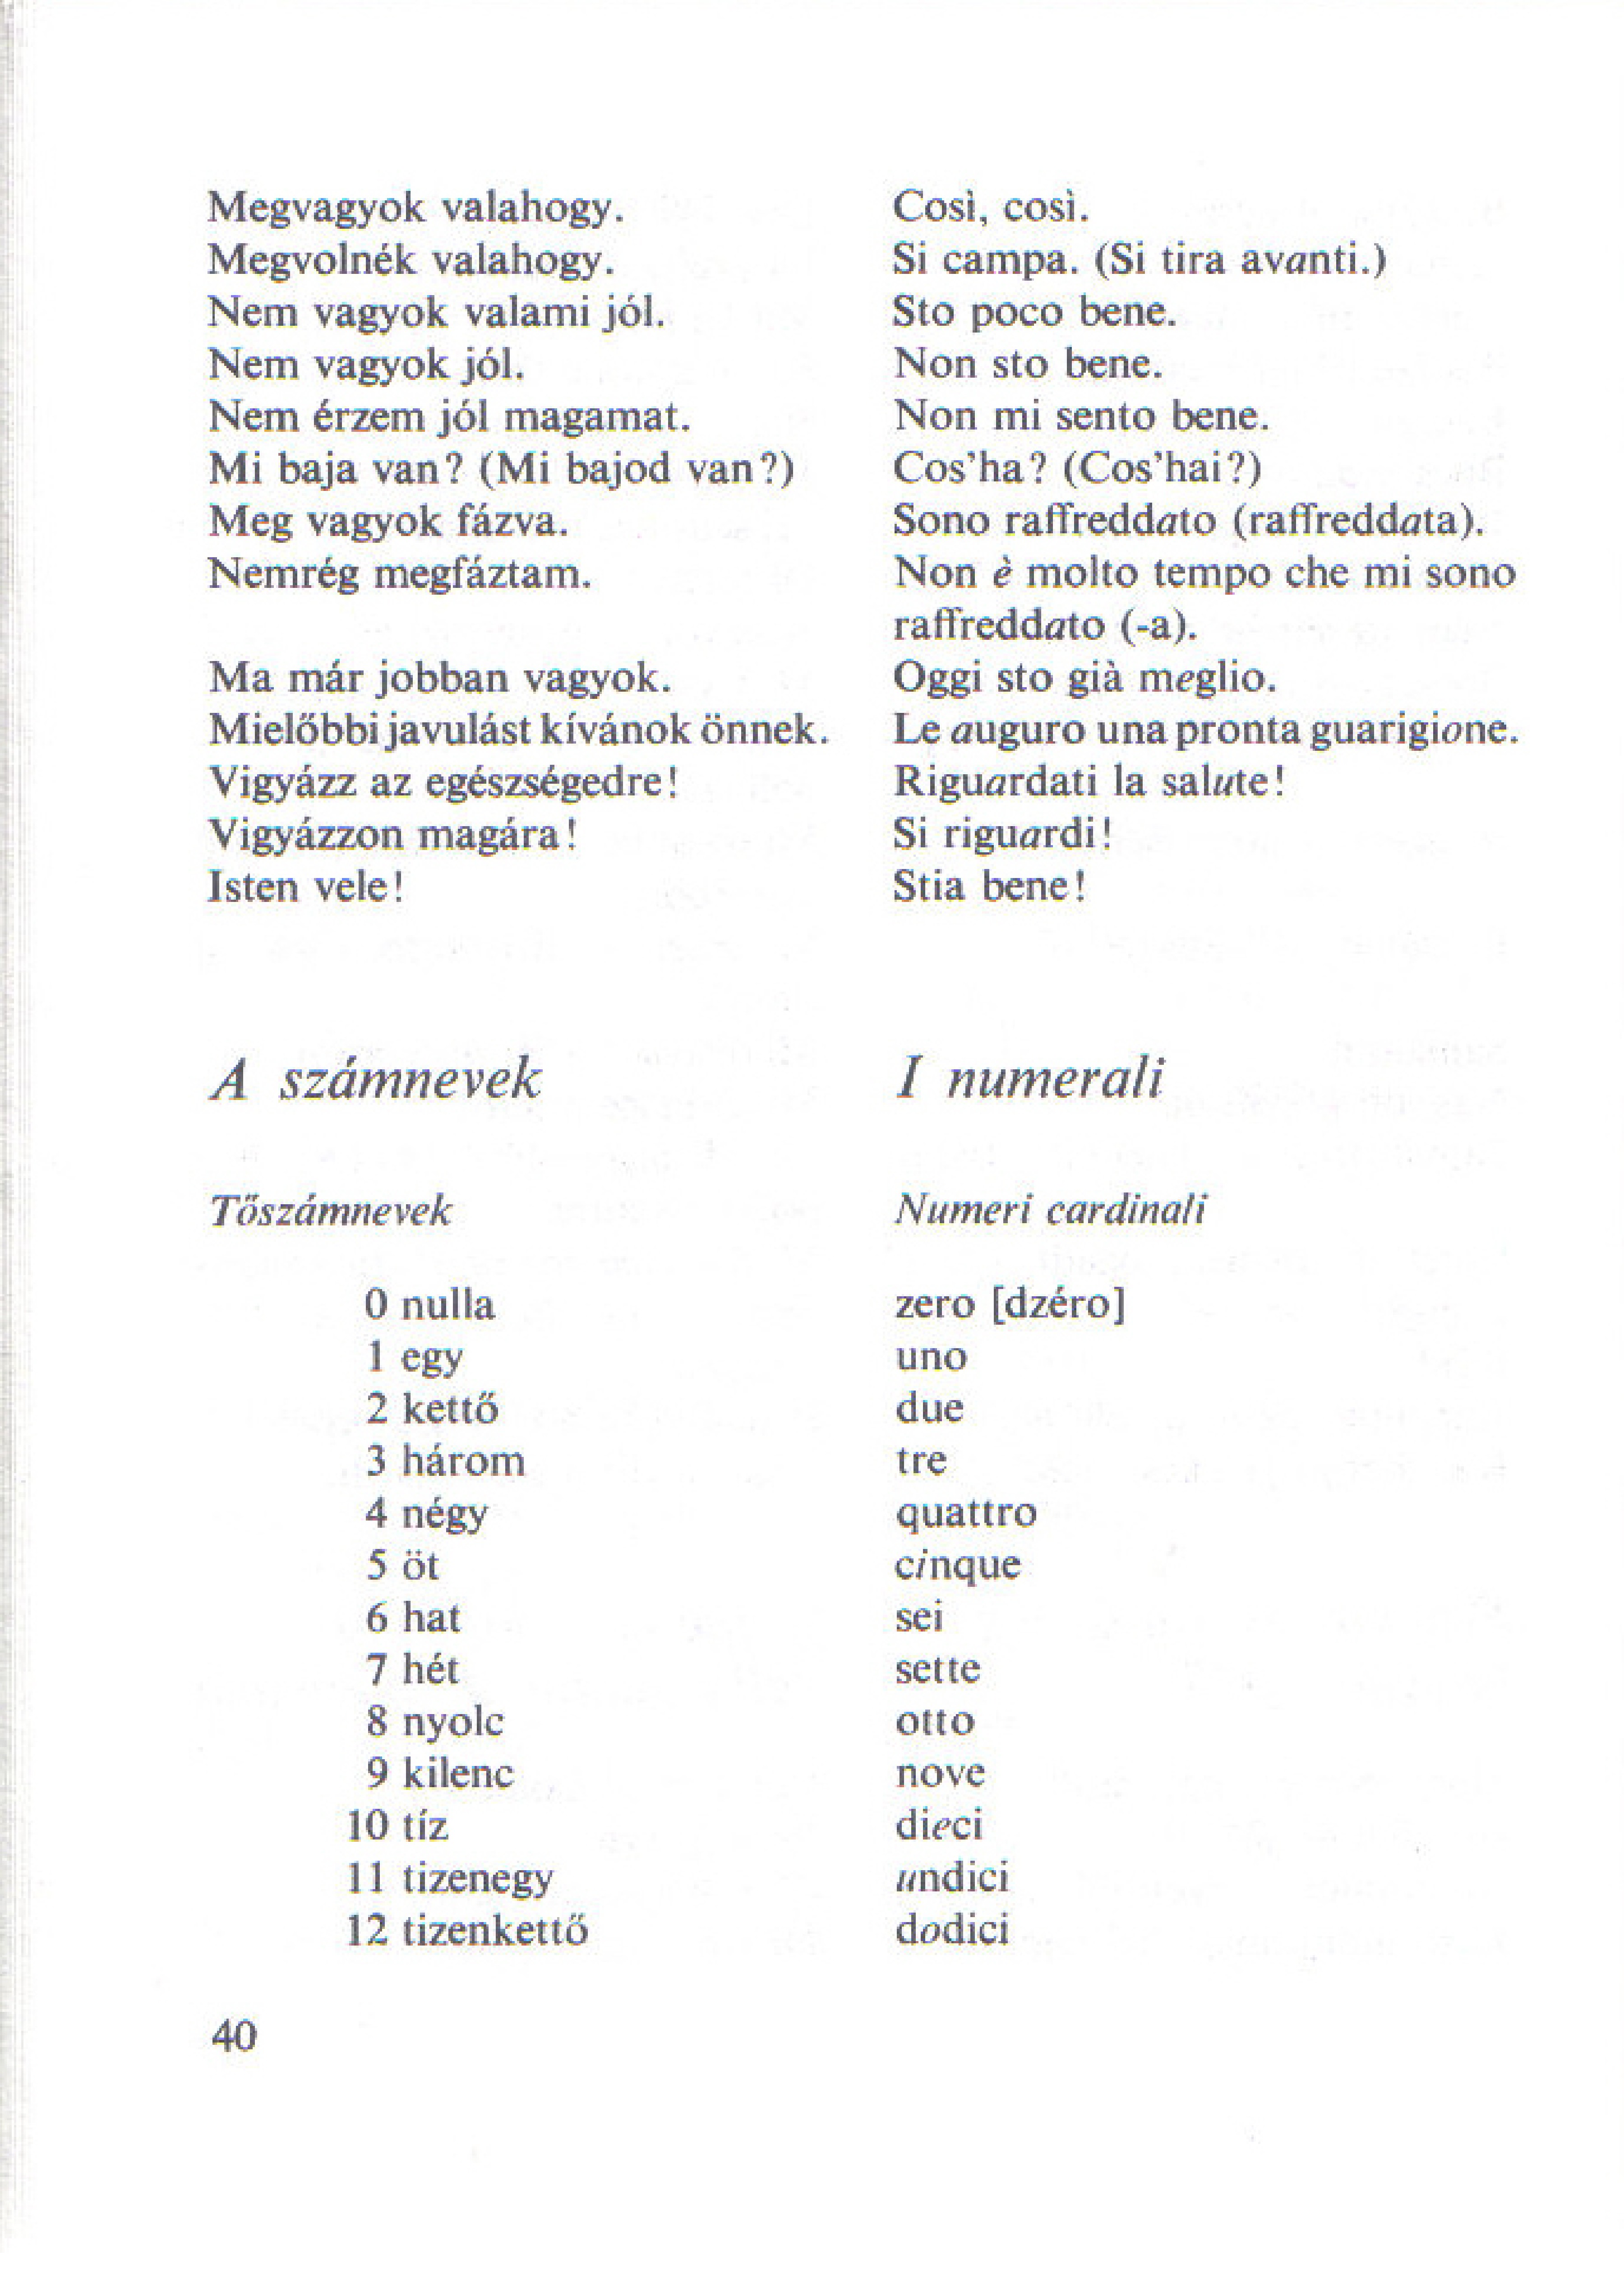 Megvagyok valahogy. Così, così.
Megvolnék valahogy. Si campa. (Si tira avanti.)
Nem vagyok valami jól. Sto poco bene.
Nem vagyok jól. Non sto bene.
Nem érzem jól magamat. Non mi sento bene.
Mi baja van? (Mi bajod van?) Cos'ha? (Cos'hai?)
Meg vagyok fázva. Sono raffreddato (raffreddata).
Nemrég megfáztam. Non è molto tempo che mi sono
raffreddato (-a).
Ma már jobban vagyok. Oggi sto già meglio.
Mielőbbi javulást kívánok önnek. Le auguro una pronta guarigione.
Vigyázz az egészségedre! Riguardati la salute!
Vigyázzon magára! Si riguardi!
Isten vele! Stia bene!
A számnevek I numerali
Tőszámnevek Numeri cardinali
0 nulla zero [dzéro]
1 egy uno
2 kettő due
3 három tre
4 négy quattro
5 öt cinque
6 hat sei
7 hét sette
8 nyolc otto
9 kilenc nove
10 tíz dieci
11 tizenegy undici
12 tizenkettő dodici
40